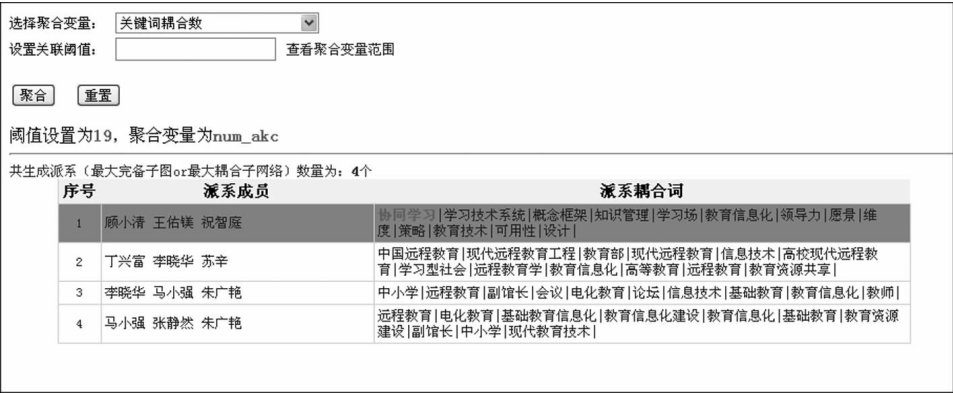 选择聚合变量： 关键词耦合数
设置关联阈值： 查看聚合变量范围
聚合 重置
阈值设置为19，聚合变量为num_akc
共生成派系（最大完备子图or最大耦合子网络）数量为：4个
序号 派系成员 派系耦合词
1 顾小清 王佑镁 祝智庭 协同学习|学习技术系统|概念框架|知识管理|学习场|教育信息化|领导力|愿景|维
度|策略|教育技术|可用性|设计|
2 丁兴富 李晓华 苏辛 中国远程教育|现代远程教育工程|教育部|现代远程教育|信息技术|高校现代远程教
育|学习型社会|远程教育学|教育信息化|高等教育|远程教育|教育资源共享|
3 李晓华 马小强 朱广艳 中小学|远程教育|副馆长|会议|电化教育|论坛|信息技术|基础教育|教育信息化|教师|
4 马小强 张静然 朱广艳 远程教育|电化教育|基础教育信息化|教育信息化建设|教育信息化|基础教育|教育资源
建设|副馆长|中小学|现代教育技术|